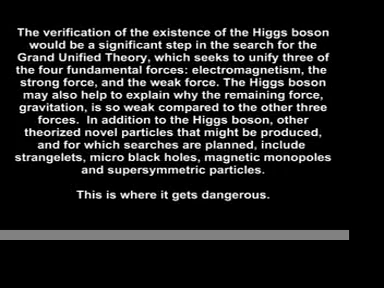 The verification of the existence of the Higgs boson
would be a significant step in the search for the
Grand Unified Theory, which seeks to unify three of
the four fundamental forces: electromagnetism, the
strong force, and the weak force. The Higgs boson
may also help to explain why the remaining force,
gravitation, is so weak compared to the other three
forces.  In addition to the Higgs boson, other
theorized novel particles that might be produced,
and for which searches are planned, include
strangelets, micro black holes, magnetic monopoles
and supersymmetric particles.
This is where it gets dangerous.